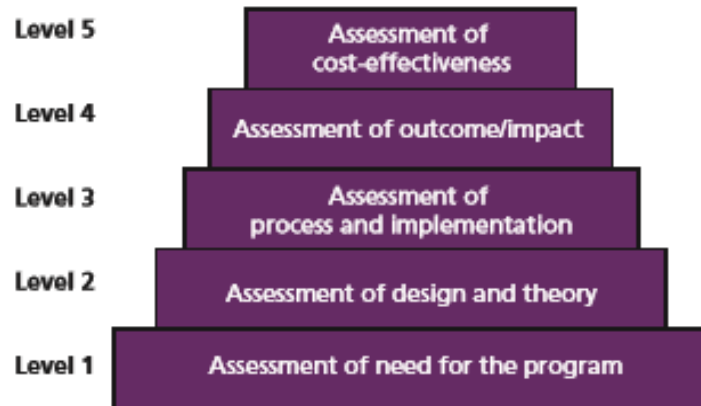 Level 5
Assessment of
cost-effectiveness
Level 4
Assessment of outcome/impact
Level 3
Assessment of
process and implementation
Level 2
Assessment of design and theory
Level 1
Assessment of need for the program